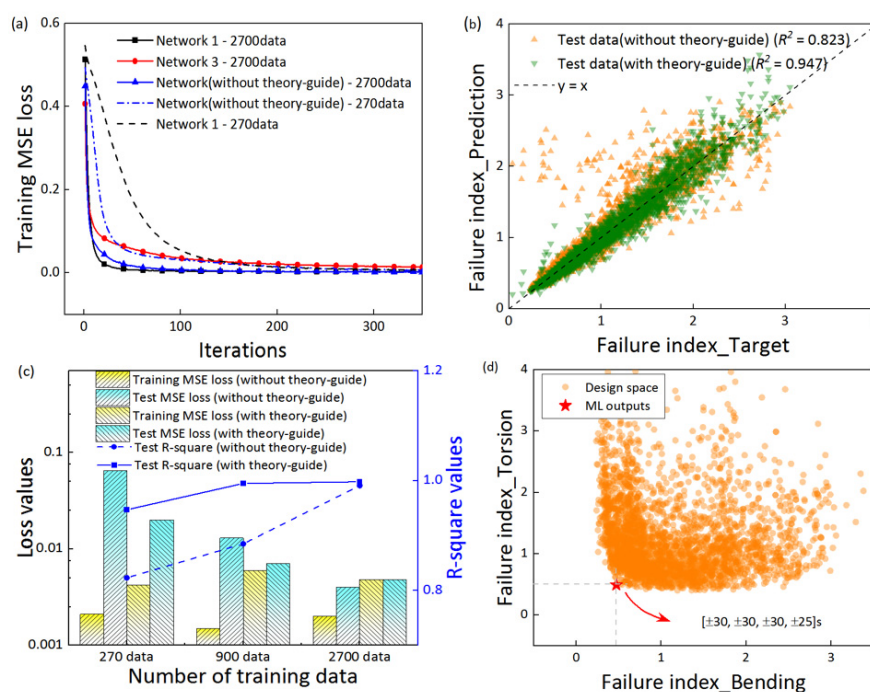 (a)
Training MSE loss
0.6
0.4
0.2
0.0
0
100
200
300
Iterations
Network 1 - 2700data
Network 3 - 2700data
Network(without theory-guide) - 2700data
Network(without theory-guide) - 270data
Network 1 - 270data
(b)
Failure index_Prediction
4
3
2
1
0
0
1
2
3
Failure index_Target
Test data(without theory-guide) (R² = 0.823)
Test data(with theory-guide) (R² = 0.947)
y = x
(c)
Loss values
0.1
0.01
0.001
Training MSE loss (without theory-guide)
Test MSE loss (without theory-guide)
Training MSE loss (with theory-guide)
Test MSE loss (with theory-guide)
Test R-square (without theory-guide)
Test R-square (with theory-guide)
1.2
1.0
0.8
R-square values
270 data
900 data
2700 data
Number of training data
(d)
Failure index_Torsion
4
3
2
1
0
0
1
2
3
Failure index_Bending
Design space
ML outputs
[±30, ±30, ±30, ±25]s